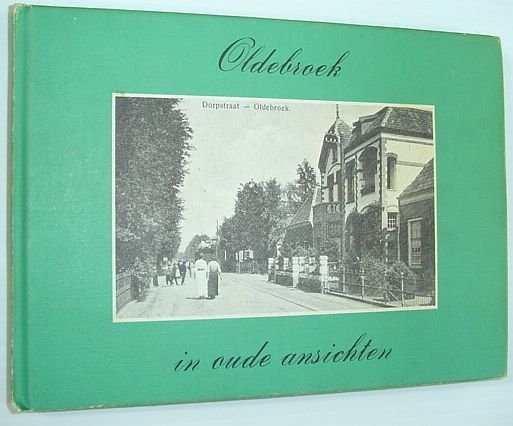 Oldebroek
Dorpstraat — Oldebroek.
in oude ansichten